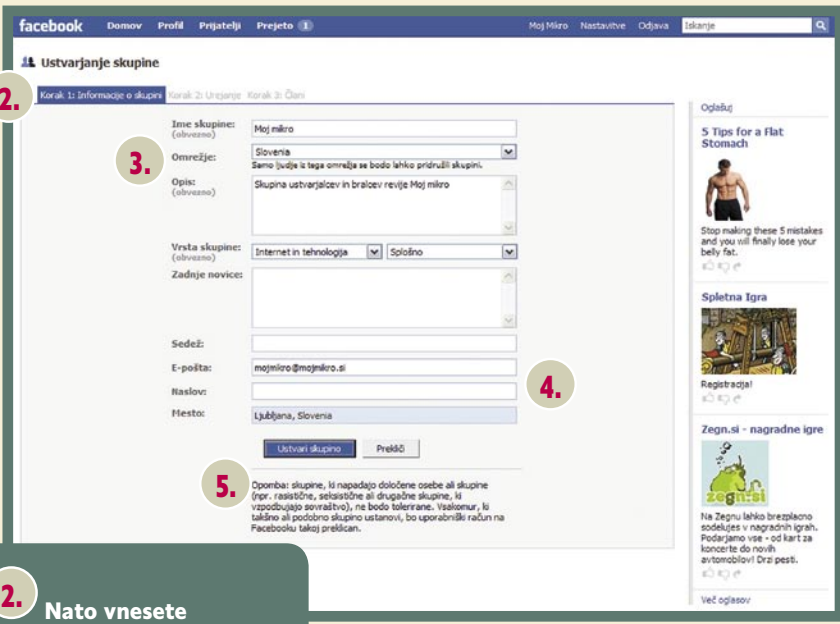 facebook Domov Profil Prijatelji Prejeto 1 Moj Mikro Nastavitve Odjava Iskanje
Ustvarjanje skupine
2.
Korak 1: Informacije o skupini Korak 2: Urejanje Korak 3: Člani
Ime skupine: Moj mikro
(obvezno)
3.
Omrežje: Slovenia
Samo ljudje iz tega omrežja se bodo lahko pridružili skupini.
Opis: Skupina ustvarjalcev in bralcev revije Moj mikro
(obvezno)
Vrsta skupine: Internet in tehnologija Splošno
(obvezno)
Zadnje novice:
Sedež:
E-pošta: mojmikro@mojmikro.si
4.
Naslov:
Mesto: Ljubljana, Slovenia
Ustvari skupino Prekliči
5.
Opomba: skupine, ki napadajo določene osebe ali skupine
(npr. rasistične, seksistične ali drugačne skupine, ki
vzpodbujajo sovraštvo), ne bodo tolerirane. Vsakomur, ki
takšno ali podobno skupino ustanovi, bo uporabniški račun na
Facebooku takoj preklican.
Oglašuj
5 Tips for a Flat
Stomach
Stop making these 5 mistakes
and you will finally lose your
belly fat.
Spletna Igra
Registracija!
Zegn.si - nagradne igre
zegn.si
Na Zegnu lahko brezplacno
sodelujes v nagradnih igrah.
Podarjamo vse - od kart za
koncerte do novih
avtomobilov! Drzi pesti.
Več oglasov
2.
Nato vnesete